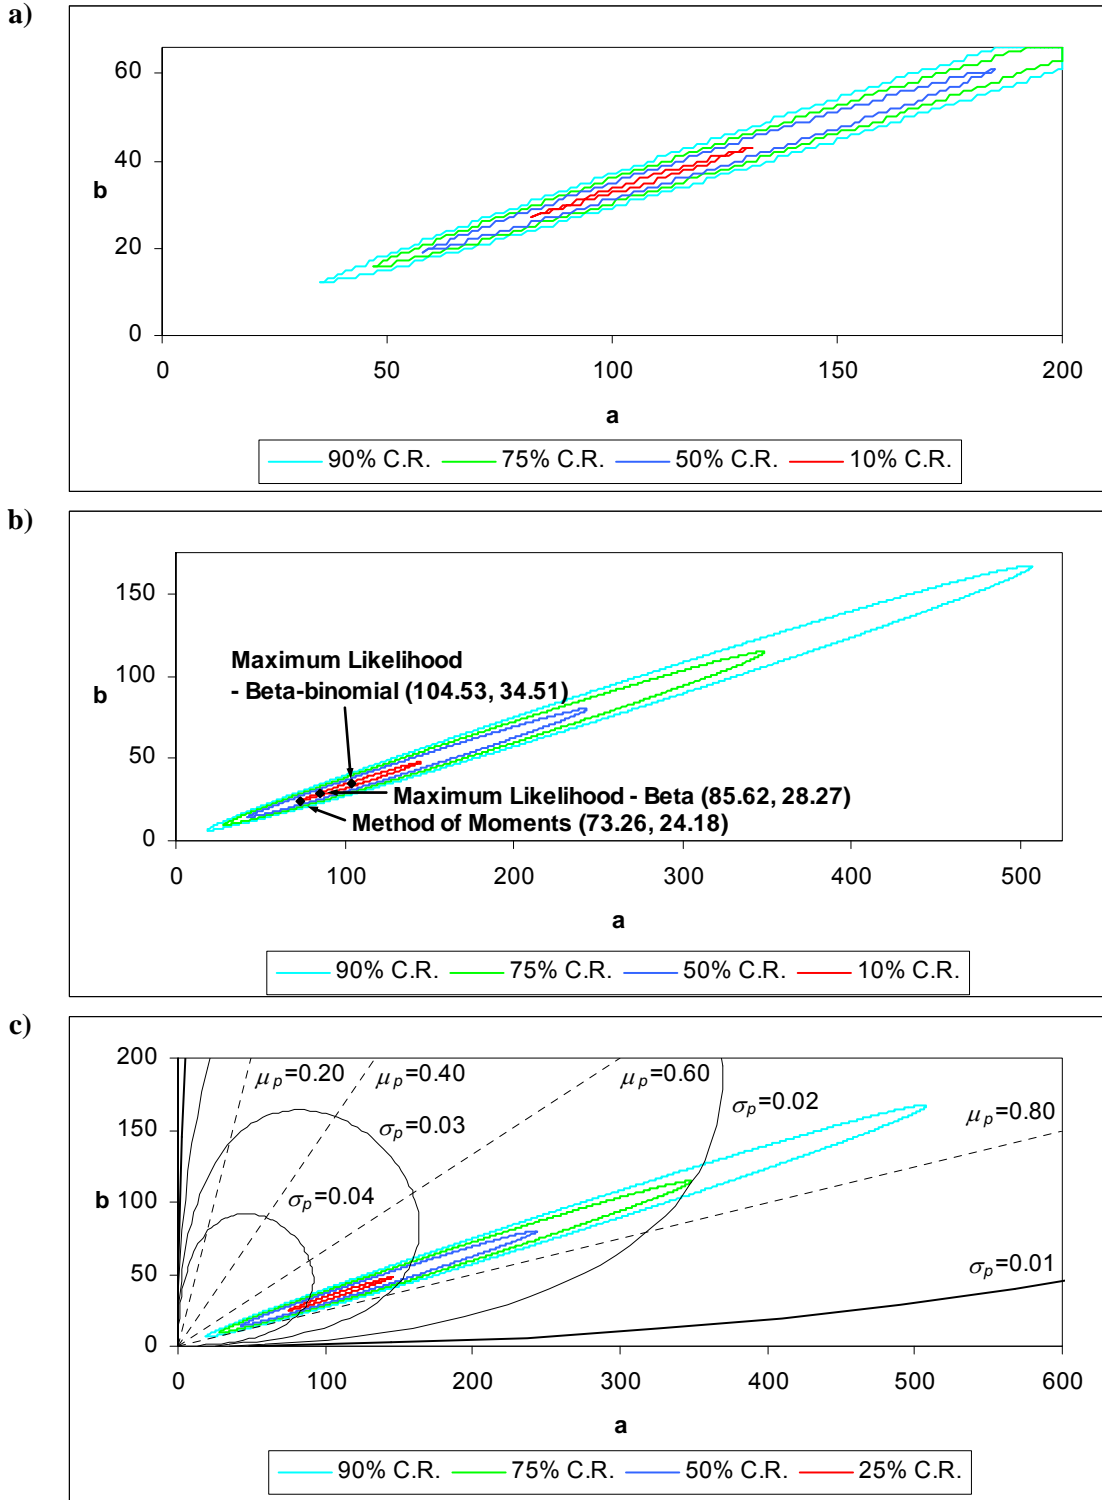 a)
60
40
b
20
0
0 50 100 150 200
a
90% C.R. 75% C.R. 50% C.R. 10% C.R.
b)
150
Maximum Likelihood
- Beta-binomial (104.53, 34.51)
100
b
50
Maximum Likelihood - Beta (85.62, 28.27)
Method of Moments (73.26, 24.18)
0
0 100 200 300 400 500
a
90% C.R. 75% C.R. 50% C.R. 10% C.R.
c)
200
μp=0.20 μp=0.40 μp=0.60
σp=0.02
μp=0.80
150
σp=0.03
b
100
σp=0.04
50
σp=0.01
0
0 100 200 300 400 500 600
a
90% C.R. 75% C.R. 50% C.R. 25% C.R.